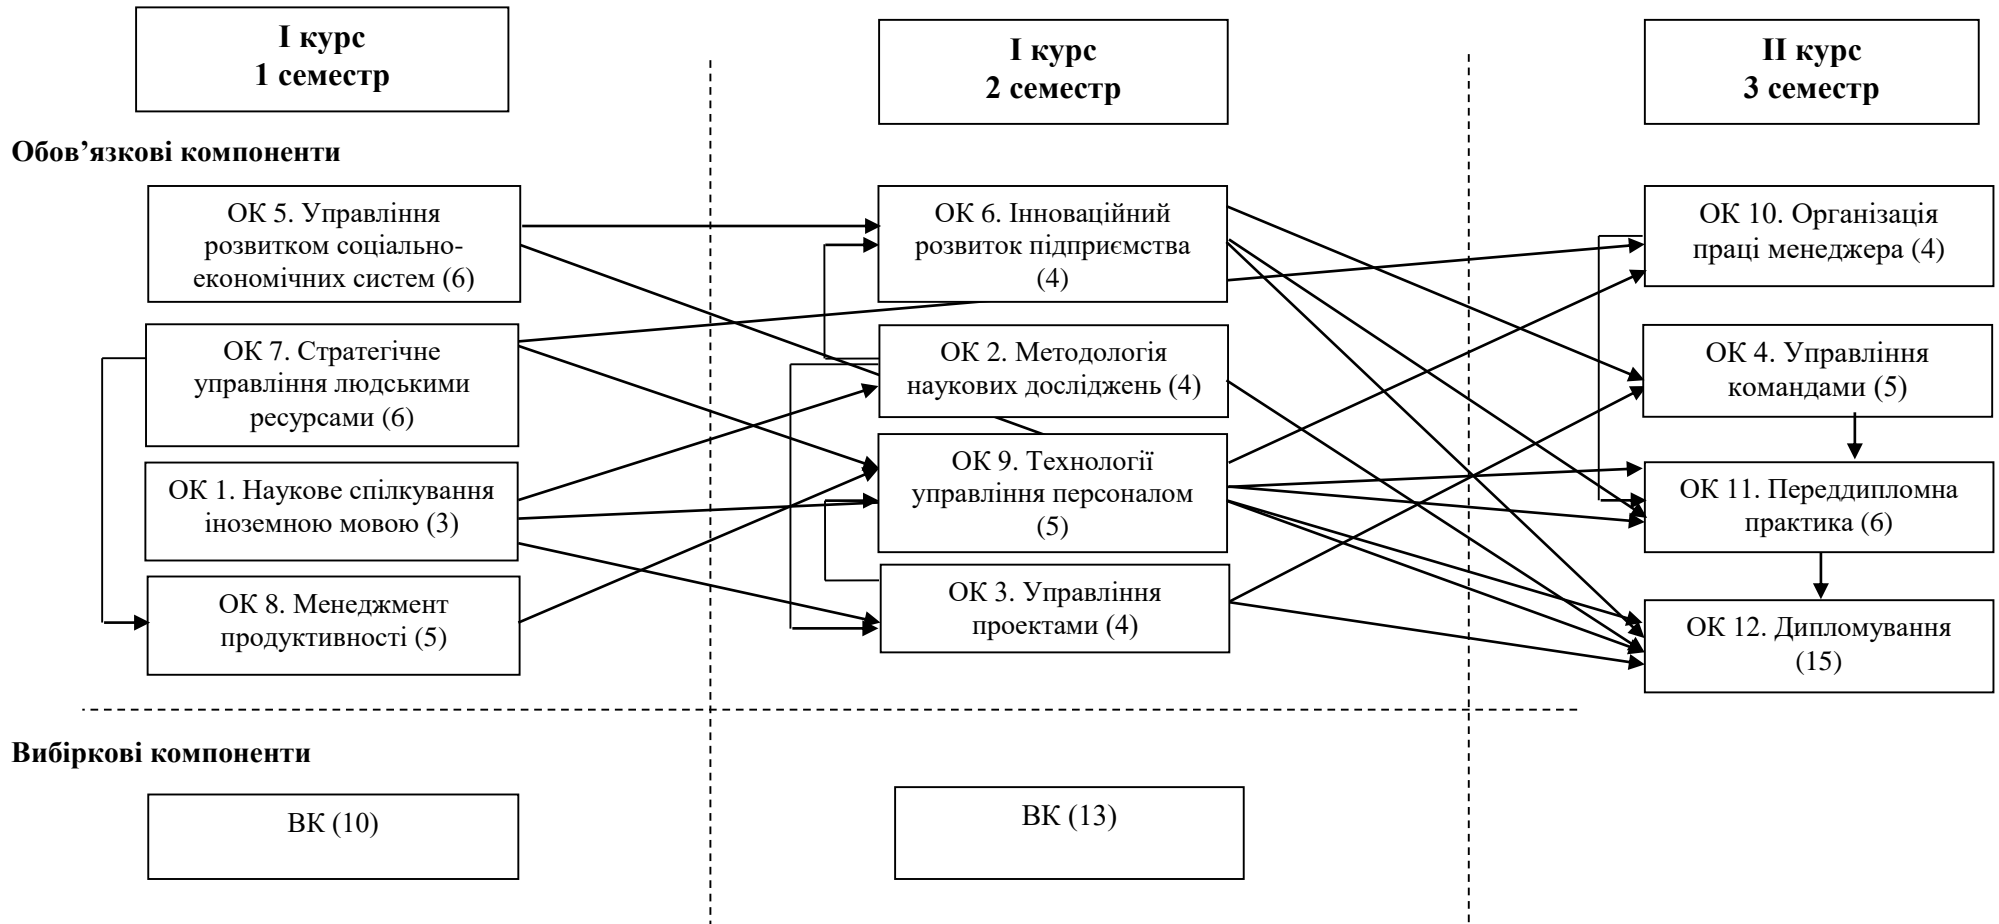 І курс
1 семестр
І курс
2 семестр
ІІ курс
3 семестр
Обов’язкові компоненти
ОК 5. Управління
розвитком соціально-
економічних систем (6)
ОК 7. Стратегічне
управління людськими
ресурсами (6)
ОК 1. Наукове спілкування
іноземною мовою (3)
ОК 8. Менеджмент
продуктивності (5)
ОК 6. Інноваційний
розвиток підприємства
(4)
ОК 2. Методологія
наукових досліджень (4)
ОК 9. Технології
управління персоналом
(5)
ОК 3. Управління
проектами (4)
ОК 10. Організація
праці менеджера (4)
ОК 4. Управління
командами (5)
ОК 11. Переддипломна
практика (6)
ОК 12. Дипломування
(15)
Вибіркові компоненти
ВК (10)
ВК (13)